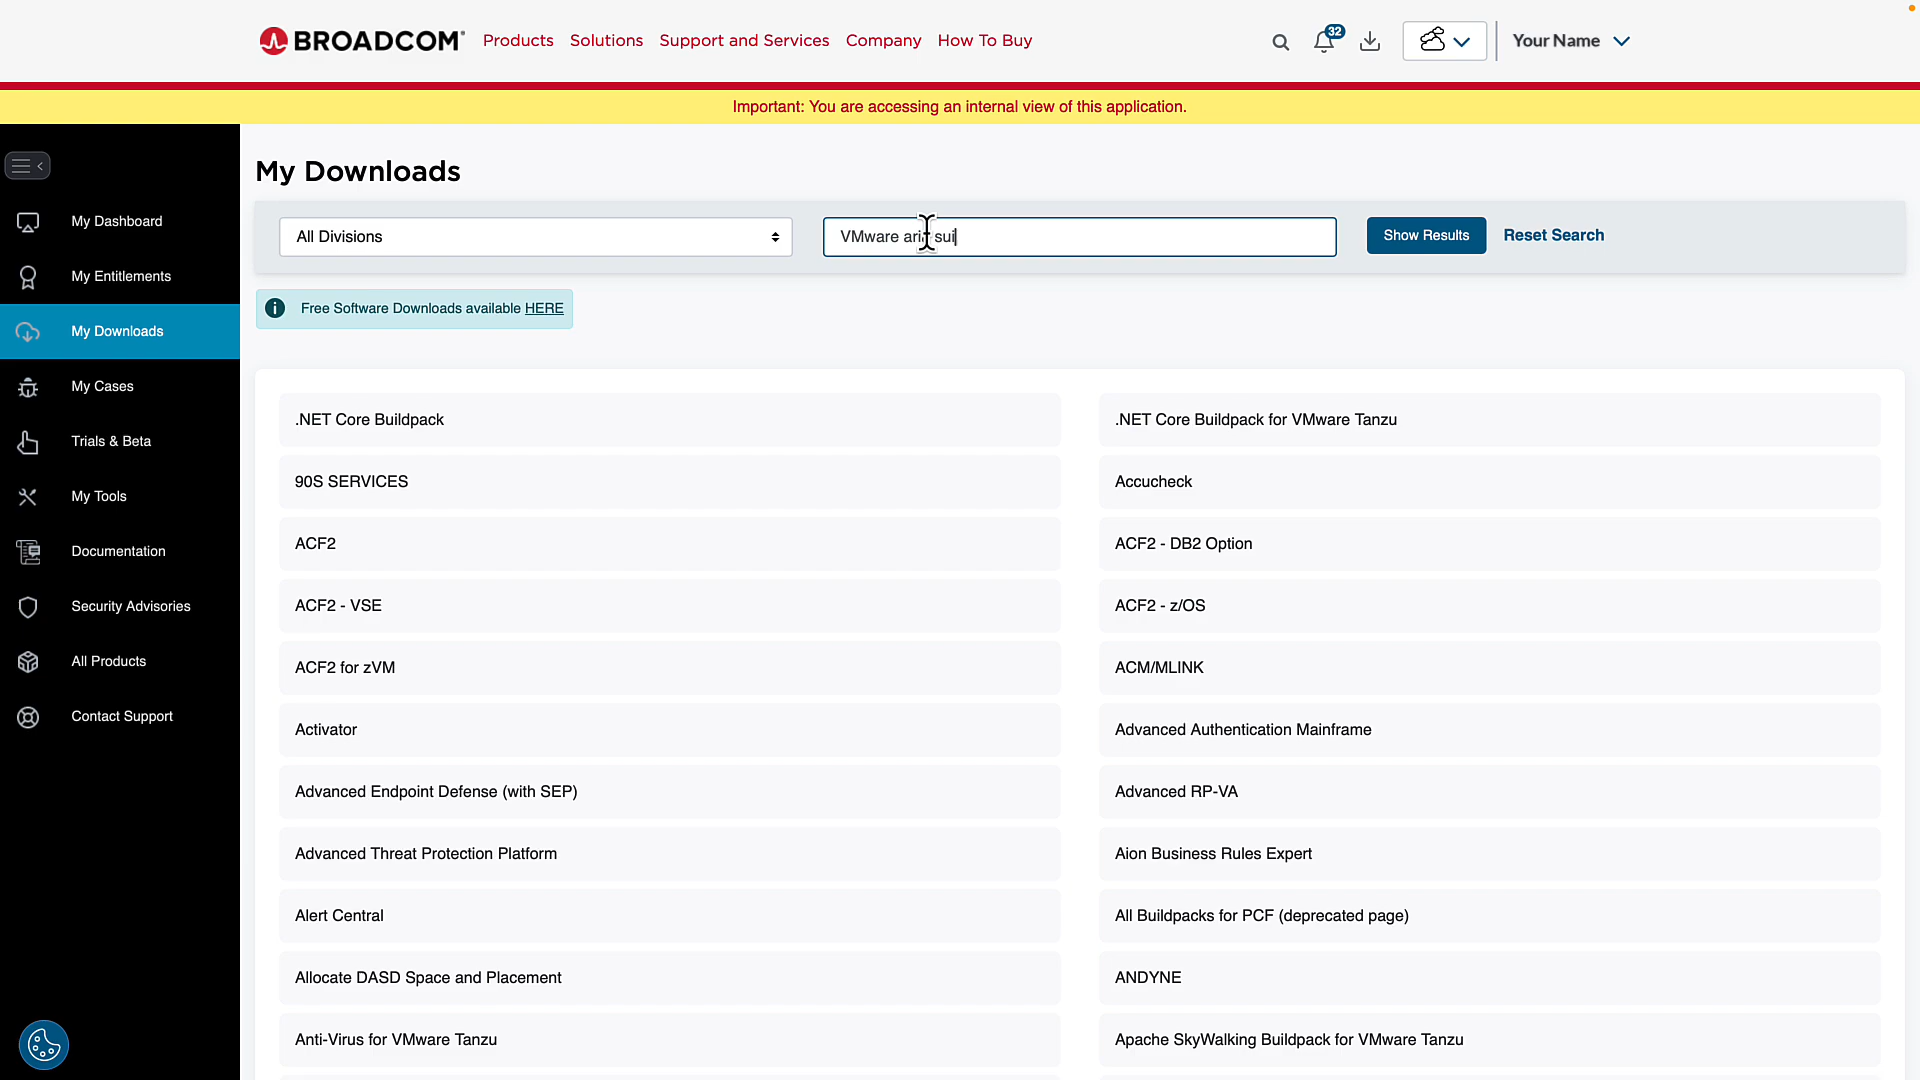 BROADCOM
Products Solutions Support and Services Company How To Buy
32
Your Name
Important: You are accessing an internal view of this application.
My Dashboard
My Entitlements
My Downloads
My Cases
Trials & Beta
My Tools
Documentation
Security Advisories
All Products
Contact Support
My Downloads
All Divisions
VMware aria sui
Show Results
Reset Search
Free Software Downloads available HERE
.NET Core Buildpack
.NET Core Buildpack for VMware Tanzu
90S SERVICES
Accucheck
ACF2
ACF2 - DB2 Option
ACF2 - VSE
ACF2 - z/OS
ACF2 for zVM
ACM/MLINK
Activator
Advanced Authentication Mainframe
Advanced Endpoint Defense (with SEP)
Advanced RP-VA
Advanced Threat Protection Platform
Aion Business Rules Expert
Alert Central
All Buildpacks for PCF (deprecated page)
Allocate DASD Space and Placement
ANDYNE
Anti-Virus for VMware Tanzu
Apache SkyWalking Buildpack for VMware Tanzu